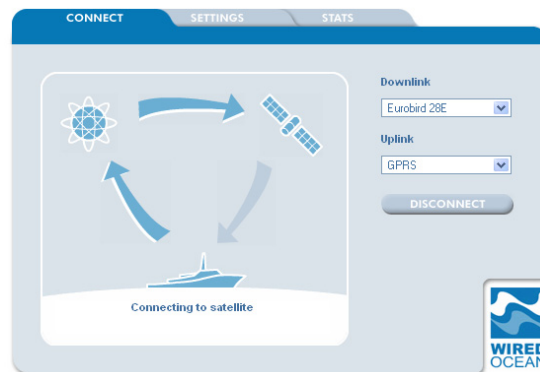 CONNECT
SETTINGS
STATS
Downlink
Eurobird 28E
Uplink
GPRS
DISCONNECT
Connecting to satellite
WIRED
OCEAN